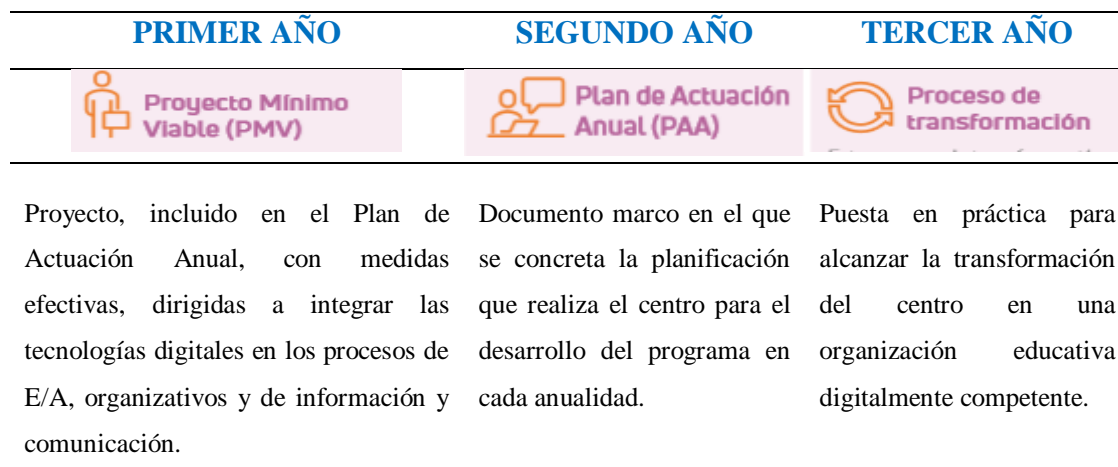 PRIMER AÑO
SEGUNDO AÑO
TERCER AÑO
Proyecto Mínimo
Viable (PMV)
Plan de Actuación
Anual (PAA)
Proceso de
transformación
Proyecto, incluido en el Plan de
Actuación Anual, con medidas
efectivas, dirigidas a integrar las
tecnologías digitales en los procesos de
E/A, organizativos y de información y
comunicación.
Documento marco en el que
se concreta la planificación
que realiza el centro para el
desarrollo del programa en
cada anualidad.
Puesta en práctica para
alcanzar la transformación
del centro en una
organización educativa
digitalmente competente.